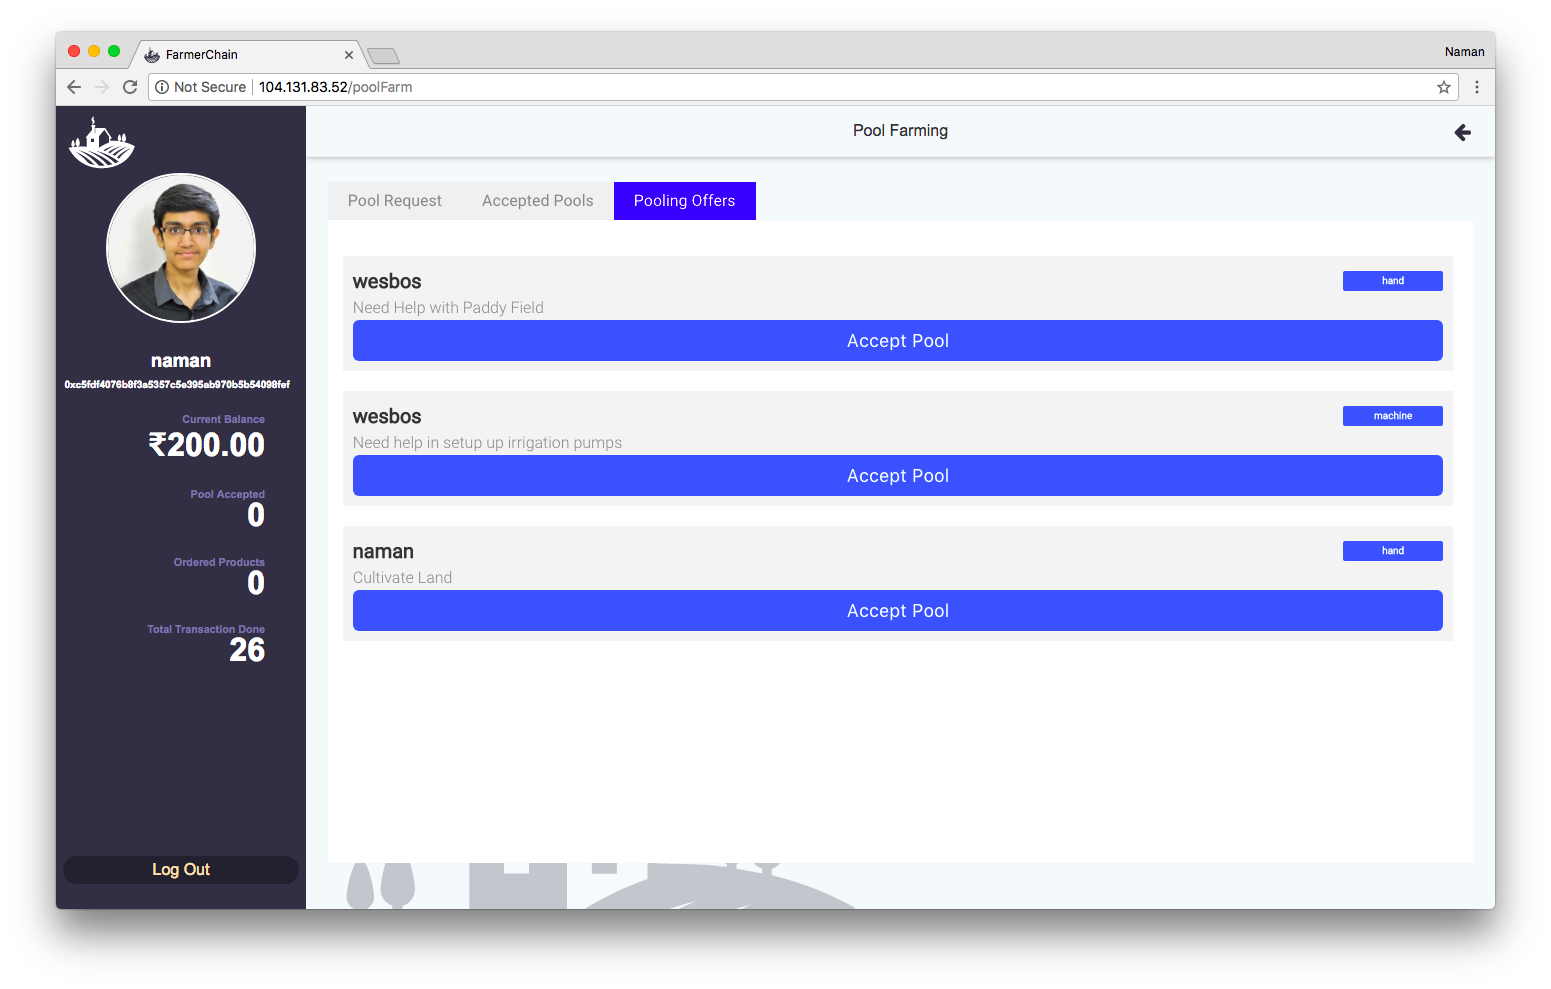 FarmerChain
Naman
Not Secure
104.131.83.52/poolFarm
Pool Farming
naman
0xc5fdf4076b8f3a5357c5e395ab970b5b54098fef
Current Balance
₹200.00
Pool Accepted
0
Ordered Products
0
Total Transaction Done
26
Log Out
Pool Request
Accepted Pools
Pooling Offers
wesbos
hand
Need Help with Paddy Field
Accept Pool
wesbos
machine
Need help in setup up irrigation pumps
Accept Pool
naman
hand
Cultivate Land
Accept Pool